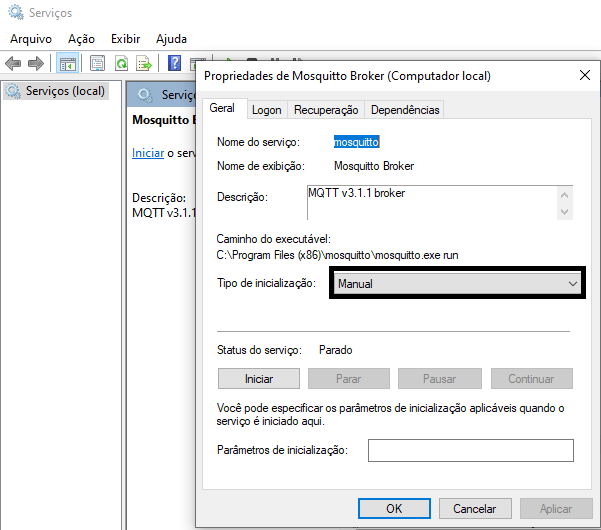 Serviços
Arquivo Ação Exibir Ajuda
Serviços (local)
Serviço
Mosquitto B
Iniciar o serv
Descrição:
MQTT v3.1.1
Propriedades de Mosquitto Broker (Computador local)
Geral Logon Recuperação Dependências
Nome do serviço: mosquitto
Nome de exibição: Mosquitto Broker
Descrição: MQTT v3.1.1 broker
Caminho do executável:
C:\Program Files (x86)\mosquitto\mosquitto.exe run
Tipo de inicialização: Manual
Status do serviço: Parado
Iniciar Parar Pausar Continuar
Você pode especificar os parâmetros de inicialização aplicáveis quando o
serviço é iniciado aqui.
Parâmetros de inicialização:
OK Cancelar Aplicar